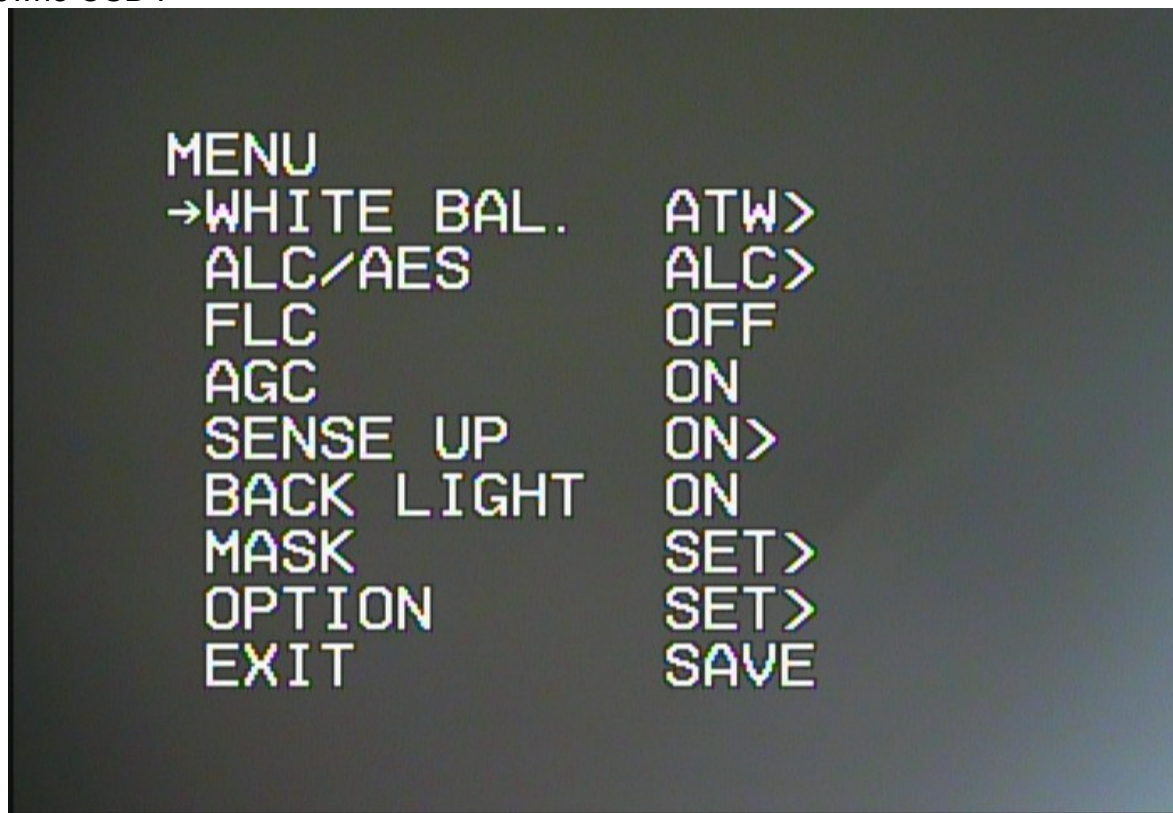 MENU
→WHITE BAL. ATW>
ALC/AES ALC>
FLC OFF
AGC ON
SENSE UP ON>
BACK LIGHT ON
MASK SET>
OPTION SET>
EXIT SAVE